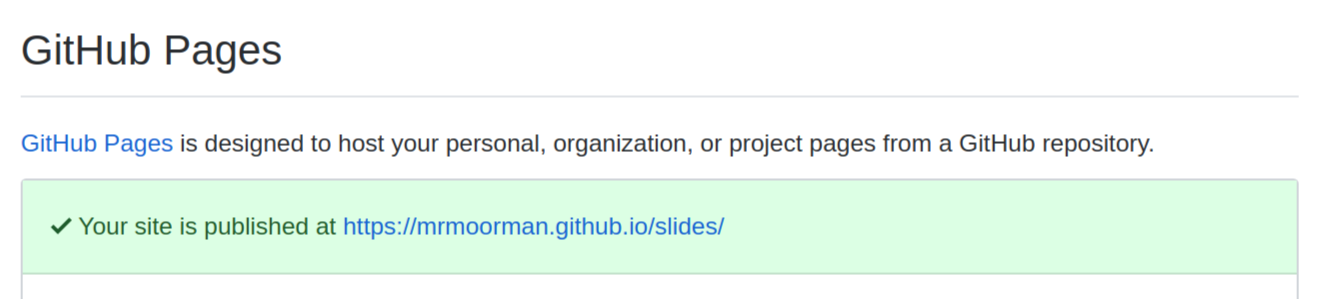 GitHub Pages
GitHub Pages is designed to host your personal, organization, or project pages from a GitHub repository.
✓ Your site is published at https://mrmoorman.github.io/slides/